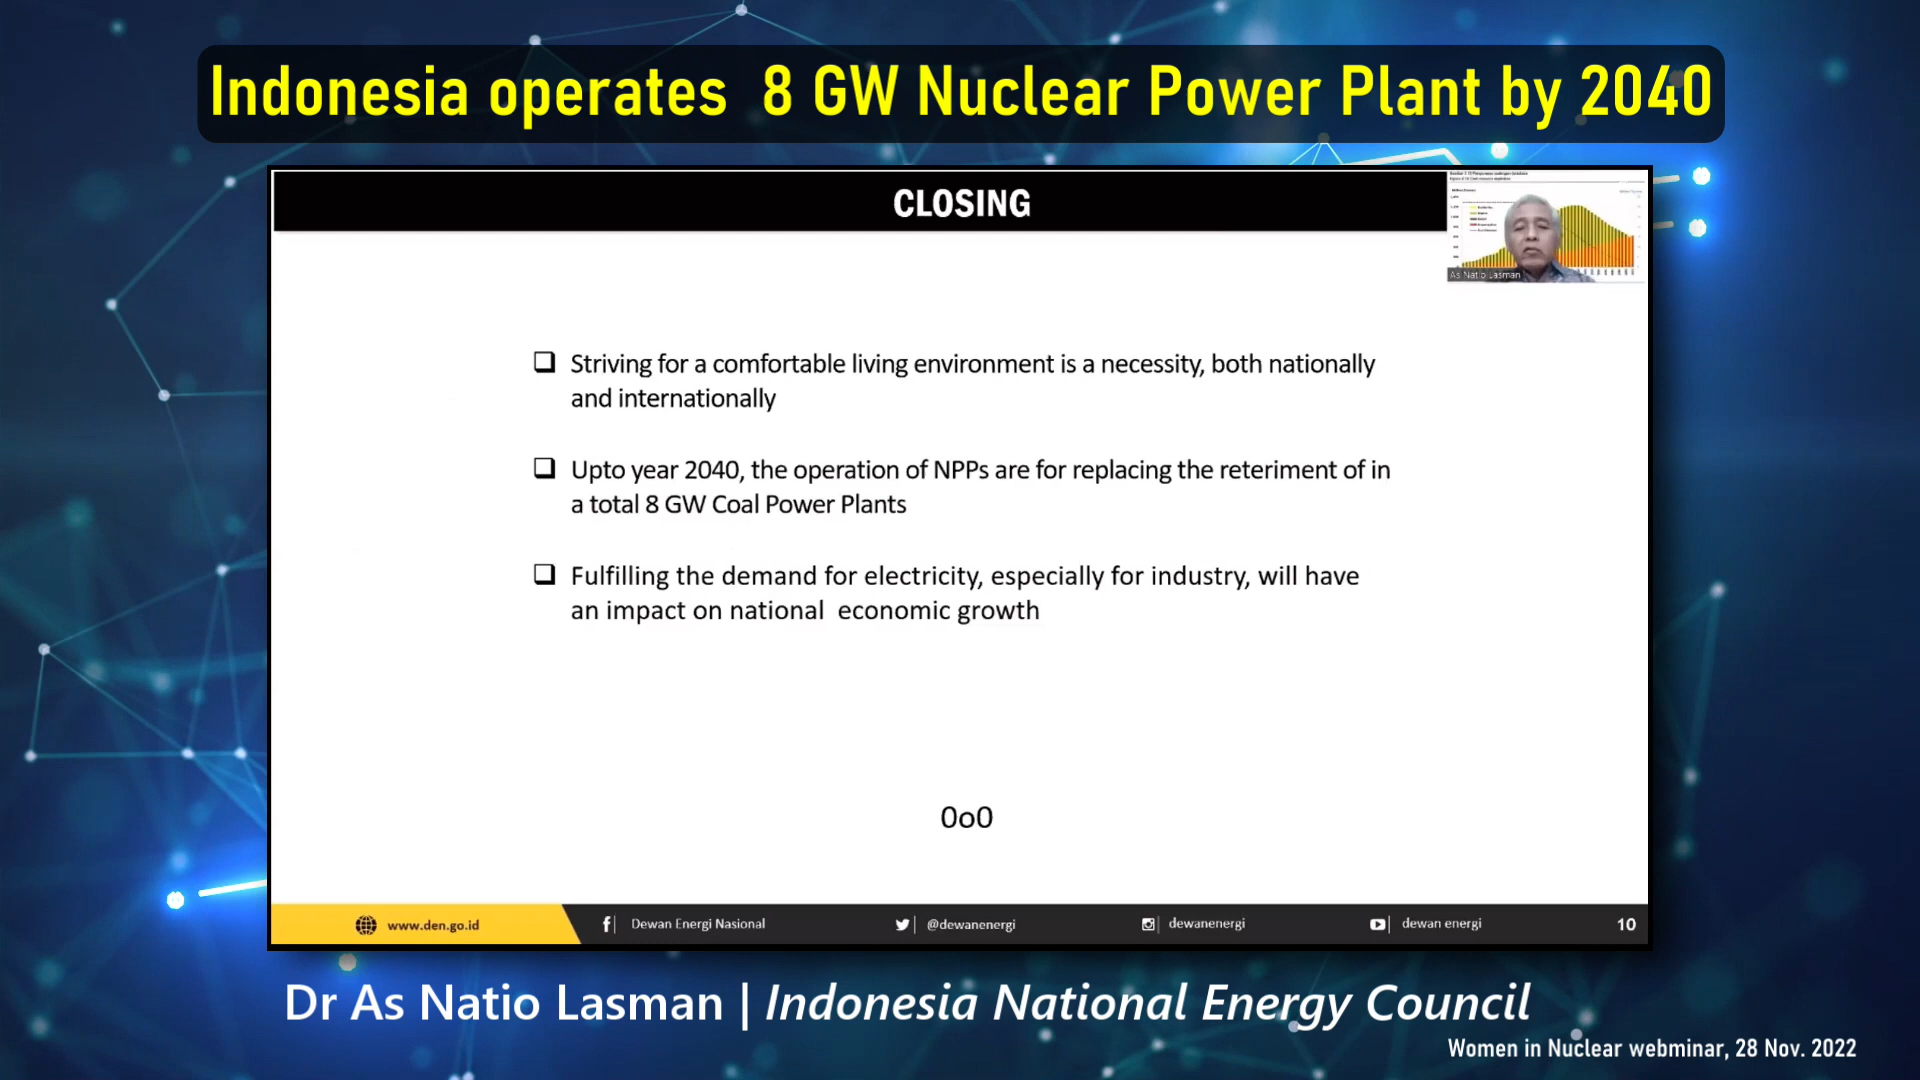 Indonesia operates  8 GW Nuclear Power Plant by 2040
CLOSING
As Natio Lasman
❑ Striving for a comfortable living environment is a necessity, both nationally
and internationally
❑ Upto year 2040, the operation of NPPs are for replacing the reteriment of in
a total 8 GW Coal Power Plants
❑ Fulfilling the demand for electricity, especially for industry, will have
an impact on national  economic growth
0o0
www.den.go.id
Dewan Energi Nasional
@dewanenergi
dewanenergi
dewan energi
10
Dr As Natio Lasman | Indonesia National Energy Council
Women in Nuclear webminar, 28 Nov. 2022